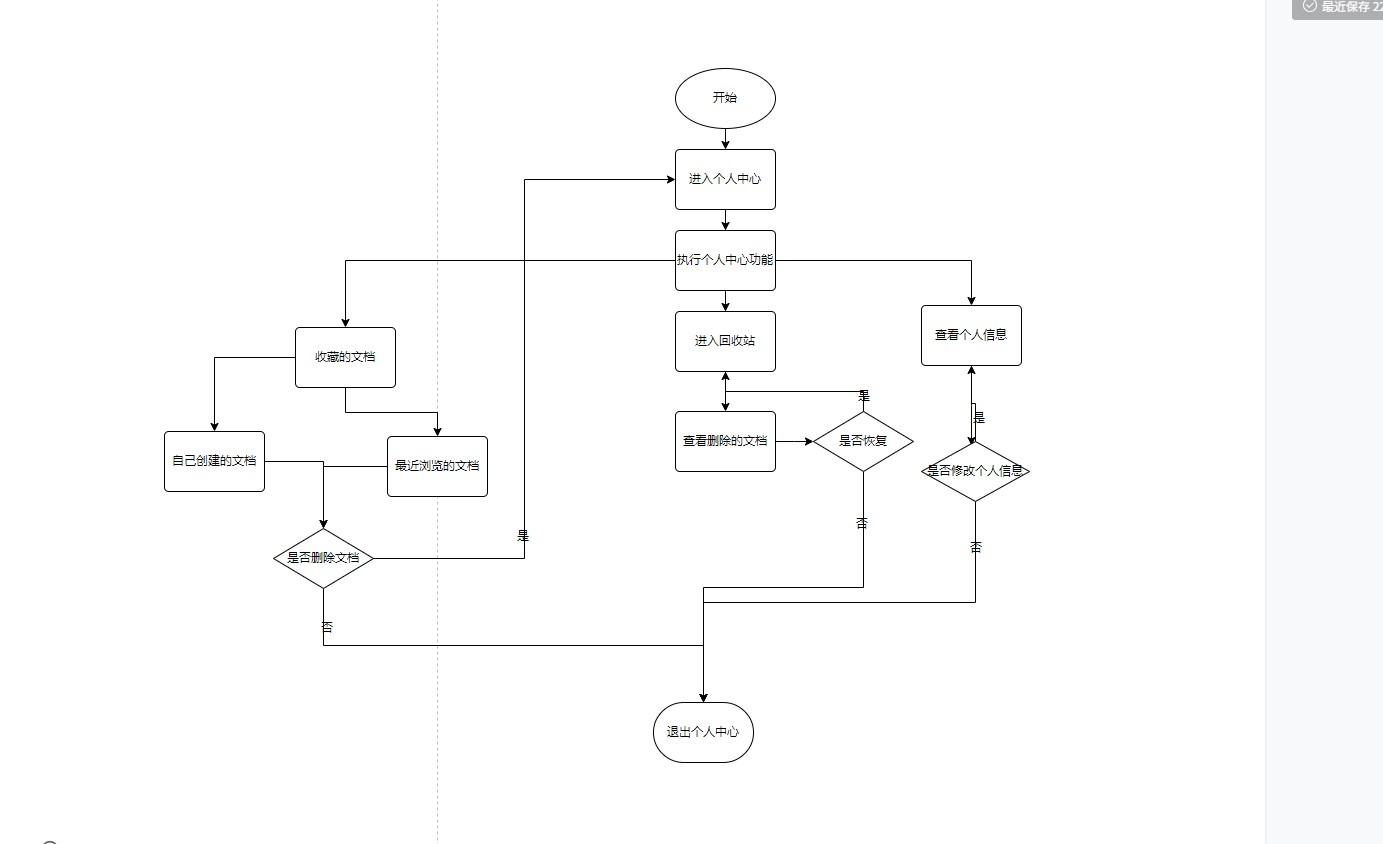 最近保存 22
开始
进入个人中心
执行个人中心功能
进入回收站
查看个人信息
收藏的文档
是
是
自己创建的文档
最近浏览的文档
查看删除的文档
是否恢复
是否修改个人信息
是
否
否
是否删除文档
否
退出个人中心